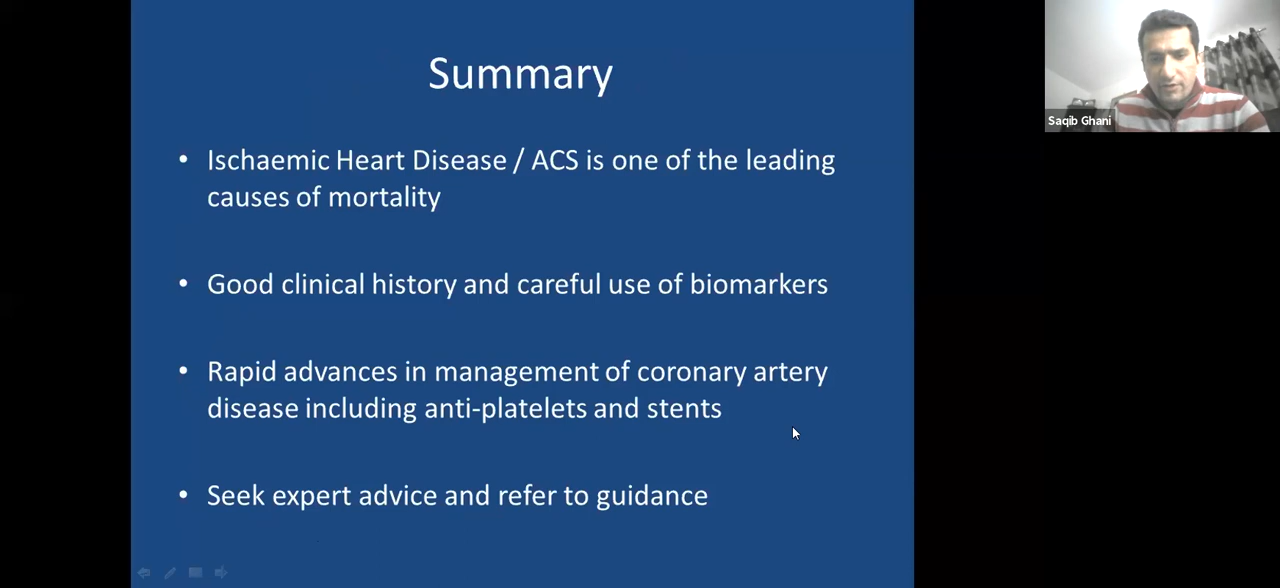 Summary
• Ischaemic Heart Disease / ACS is one of the leading
causes of mortality
• Good clinical history and careful use of biomarkers
• Rapid advances in management of coronary artery
disease including anti-platelets and stents
• Seek expert advice and refer to guidance
Saqib Ghani